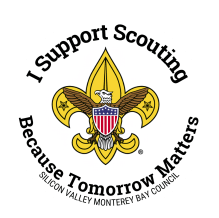 I Support Scouting
®
Because Tomorrow Matters
SILICON VALLEY MONTEREY BAY COUNCIL